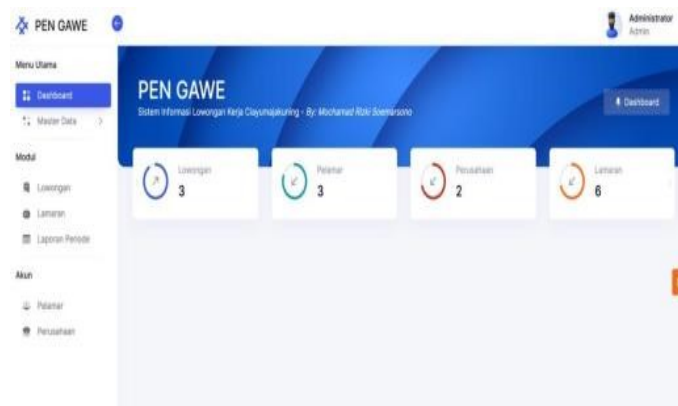 PEN GAWE
Administrator
Admin
Menu Utama
Dashboard
Master Data
Modul
Lowongan
Lamaran
Laporan Periode
Akun
Pelamar
Perusahaan
PEN GAWE
Sistem Informasi Lowongan Kerja Clayumajakuning - By: Mochamad Rizki Soemarsono
Dashboard
Lowongan
3
Pelamar
3
Perusahaan
2
Lamaran
6